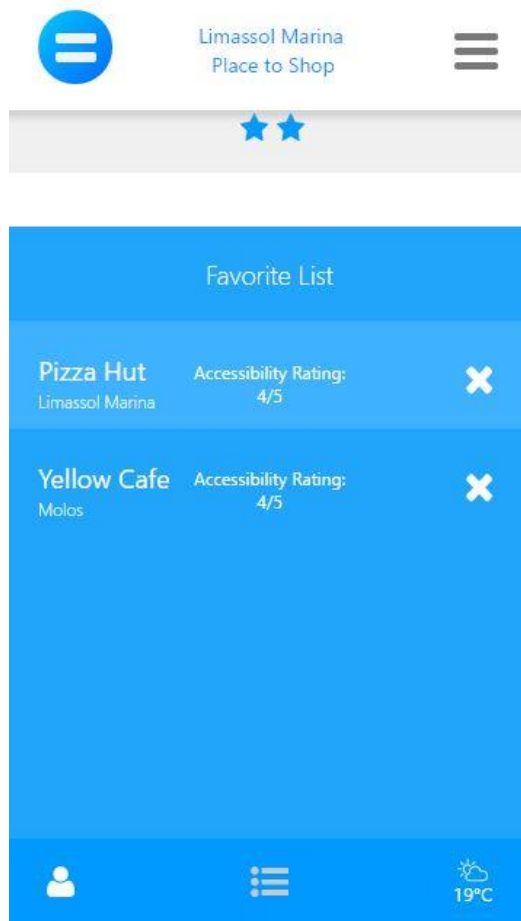 Limassol Marina
Place to Shop
Favorite List
Pizza Hut
Limassol Marina
Accessibility Rating:
4/5
Yellow Cafe
Molos
Accessibility Rating:
4/5
19°C